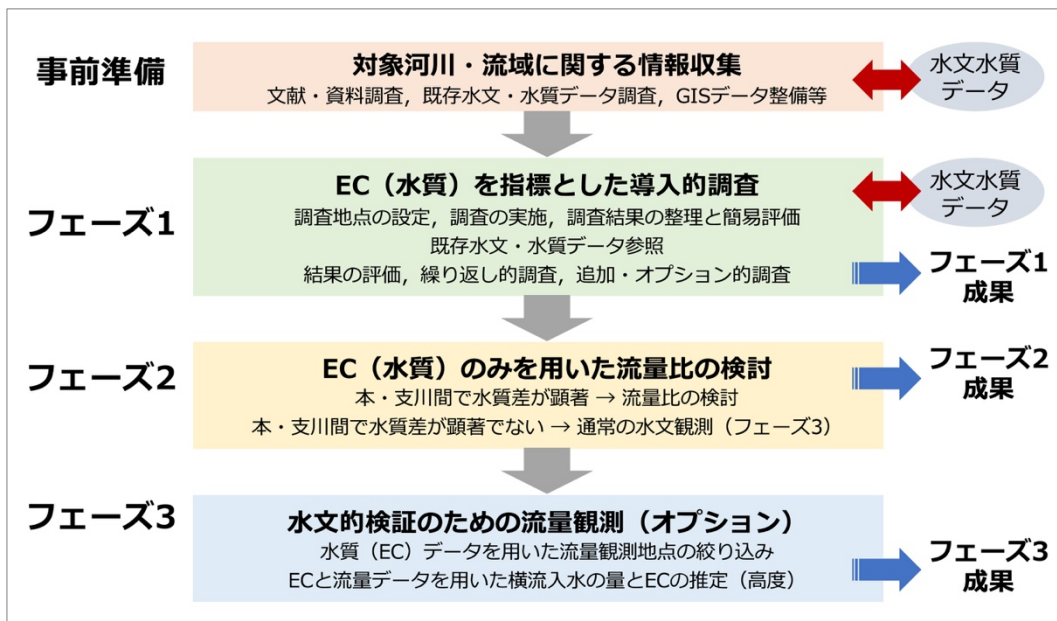 事前準備
対象河川・流域に関する情報収集
文献・資料調査，既存水文・水質データ調査，GISデータ整備等
水文水質
データ
フェーズ1
EC（水質）を指標とした導入的調査
調査地点の設定，調査の実施，調査結果の整理と簡易評価
既存水文・水質データ参照
結果の評価，繰り返し的調査，追加・オプション的調査
水文水質
データ
フェーズ1
成果
フェーズ2
EC（水質）のみを用いた流量比の検討
本・支川間で水質差が顕著 → 流量比の検討
本・支川間で水質差が顕著でない → 通常の水文観測（フェーズ3）
フェーズ2
成果
フェーズ3
水文的検証のための流量観測（オプション）
水質（EC）データを用いた流量観測地点の絞り込み
ECと流量データを用いた横流入水の量とECの推定（高度）
フェーズ3
成果